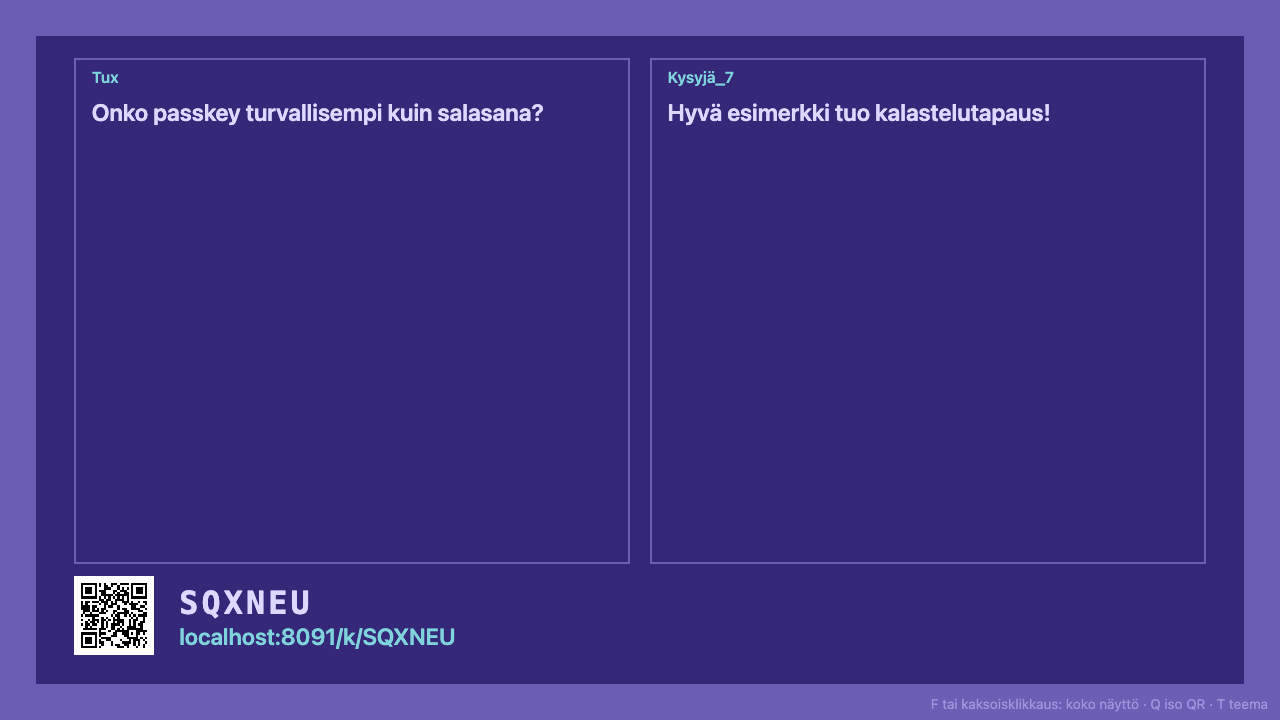 Tux
Onko passkey turvallisempi kuin salasana?
Kysyjä_7
Hyvä esimerkki tuo kalastelutapaus!
SQXNEU
localhost:8091/k/SQXNEU
F tai kaksoisklikkaus: koko näyttö · Q iso QR · T teema